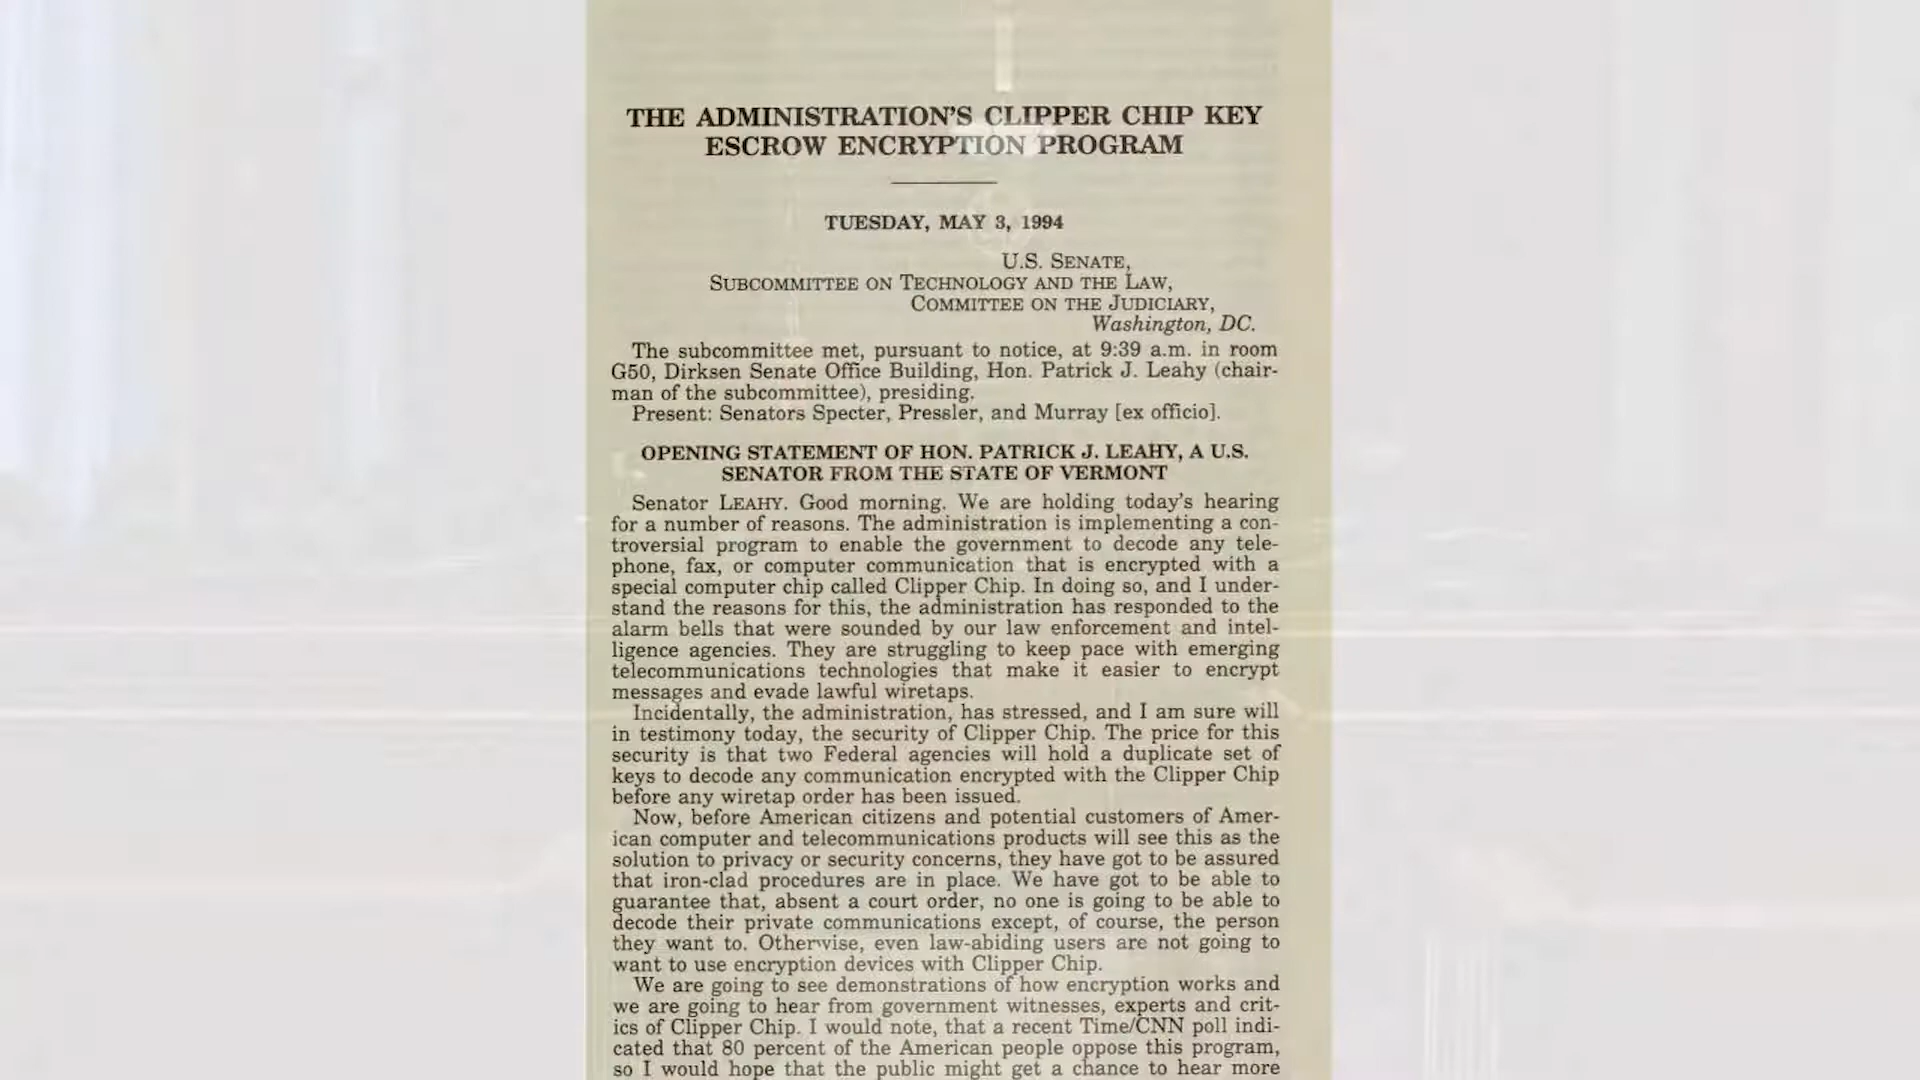 THE ADMINISTRATION'S CLIPPER CHIP KEY
ESCROW ENCRYPTION PROGRAM
TUESDAY, MAY 3, 1994
U.S. SENATE,
SUBCOMMITTEE ON TECHNOLOGY AND THE LAW,
COMMITTEE ON THE JUDICIARY,
Washington, DC.
The subcommittee met, pursuant to notice, at 9:39 a.m. in room
G50, Dirksen Senate Office Building, Hon. Patrick J. Leahy (chair-
man of the subcommittee), presiding.
Present: Senators Specter, Pressler, and Murray [ex officio].
OPENING STATEMENT OF HON. PATRICK J. LEAHY, A U.S.
SENATOR FROM THE STATE OF VERMONT
Senator LEAHY. Good morning. We are holding today's hearing
for a number of reasons. The administration is implementing a con-
troversial program to enable the government to decode any tele-
phone, fax, or computer communication that is encrypted with a
special computer chip called Clipper Chip. In doing so, and I under-
stand the reasons for this, the administration has responded to the
alarm bells that were sounded by our law enforcement and intel-
ligence agencies. They are struggling to keep pace with emerging
telecommunications technologies that make it easier to encrypt
messages and evade lawful wiretaps.
Incidentally, the administration, has stressed, and I am sure will
in testimony today, the security of Clipper Chip. The price for this
security is that two Federal agencies will hold a duplicate set of
keys to decode any communication encrypted with the Clipper Chip
before any wiretap order has been issued.
Now, before American citizens and potential customers of Amer-
ican computer and telecommunications products will see this as the
solution to privacy or security concerns, they have got to be assured
that iron-clad procedures are in place. We have got to be able to
guarantee that, absent a court order, no one is going to be able to
decode their private communications except, of course, the person
they want to. Otherwise, even law-abiding users are not going to
want to use encryption devices with Clipper Chip.
We are going to see demonstrations of how encryption works and
we are going to hear from government witnesses, experts and crit-
ics of Clipper Chip. I would note, that a recent Time/CNN poll indi-
cated that 80 percent of the American people oppose this program,
so I would hope that the public might get a chance to hear more